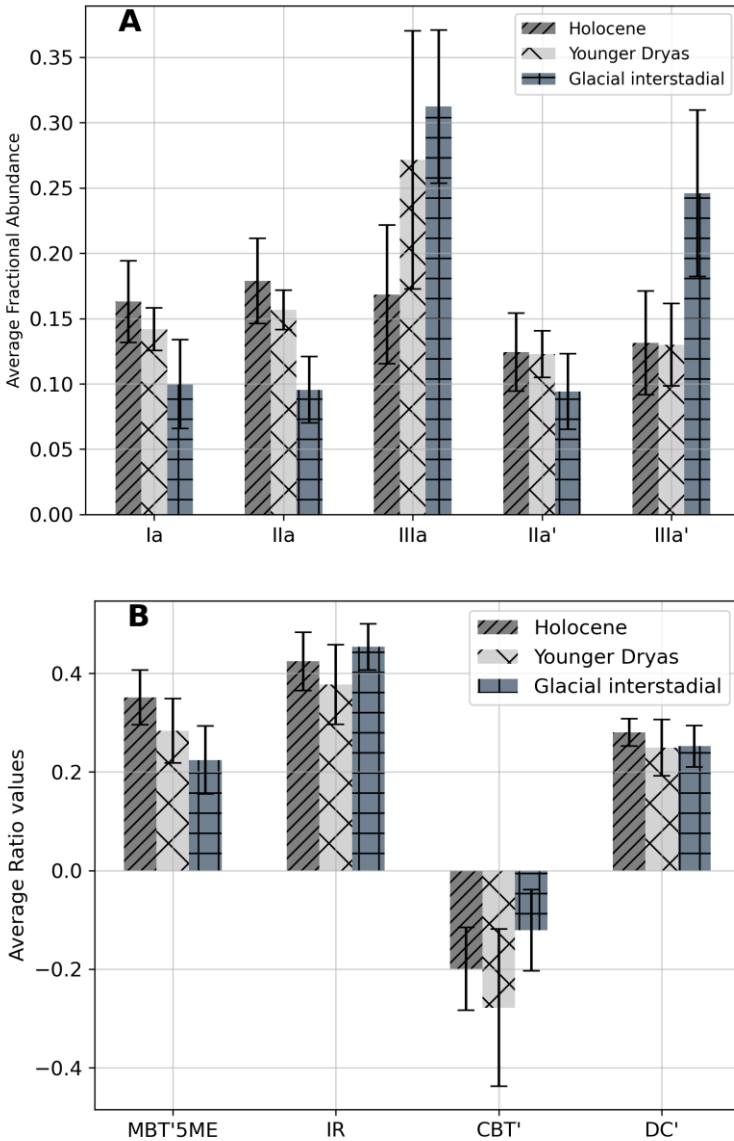 A
Holocene
Younger Dryas
Glacial interstadial
Average Fractional Abundance
0.35
0.30
0.25
0.20
0.15
0.10
0.05
0.00
Ia
IIa
IIIa
IIa'
IIIa'
B
Holocene
Younger Dryas
Glacial interstadial
Average Ratio values
0.4
0.2
0.0
−0.2
−0.4
MBT'5ME
IR
CBT'
DC'